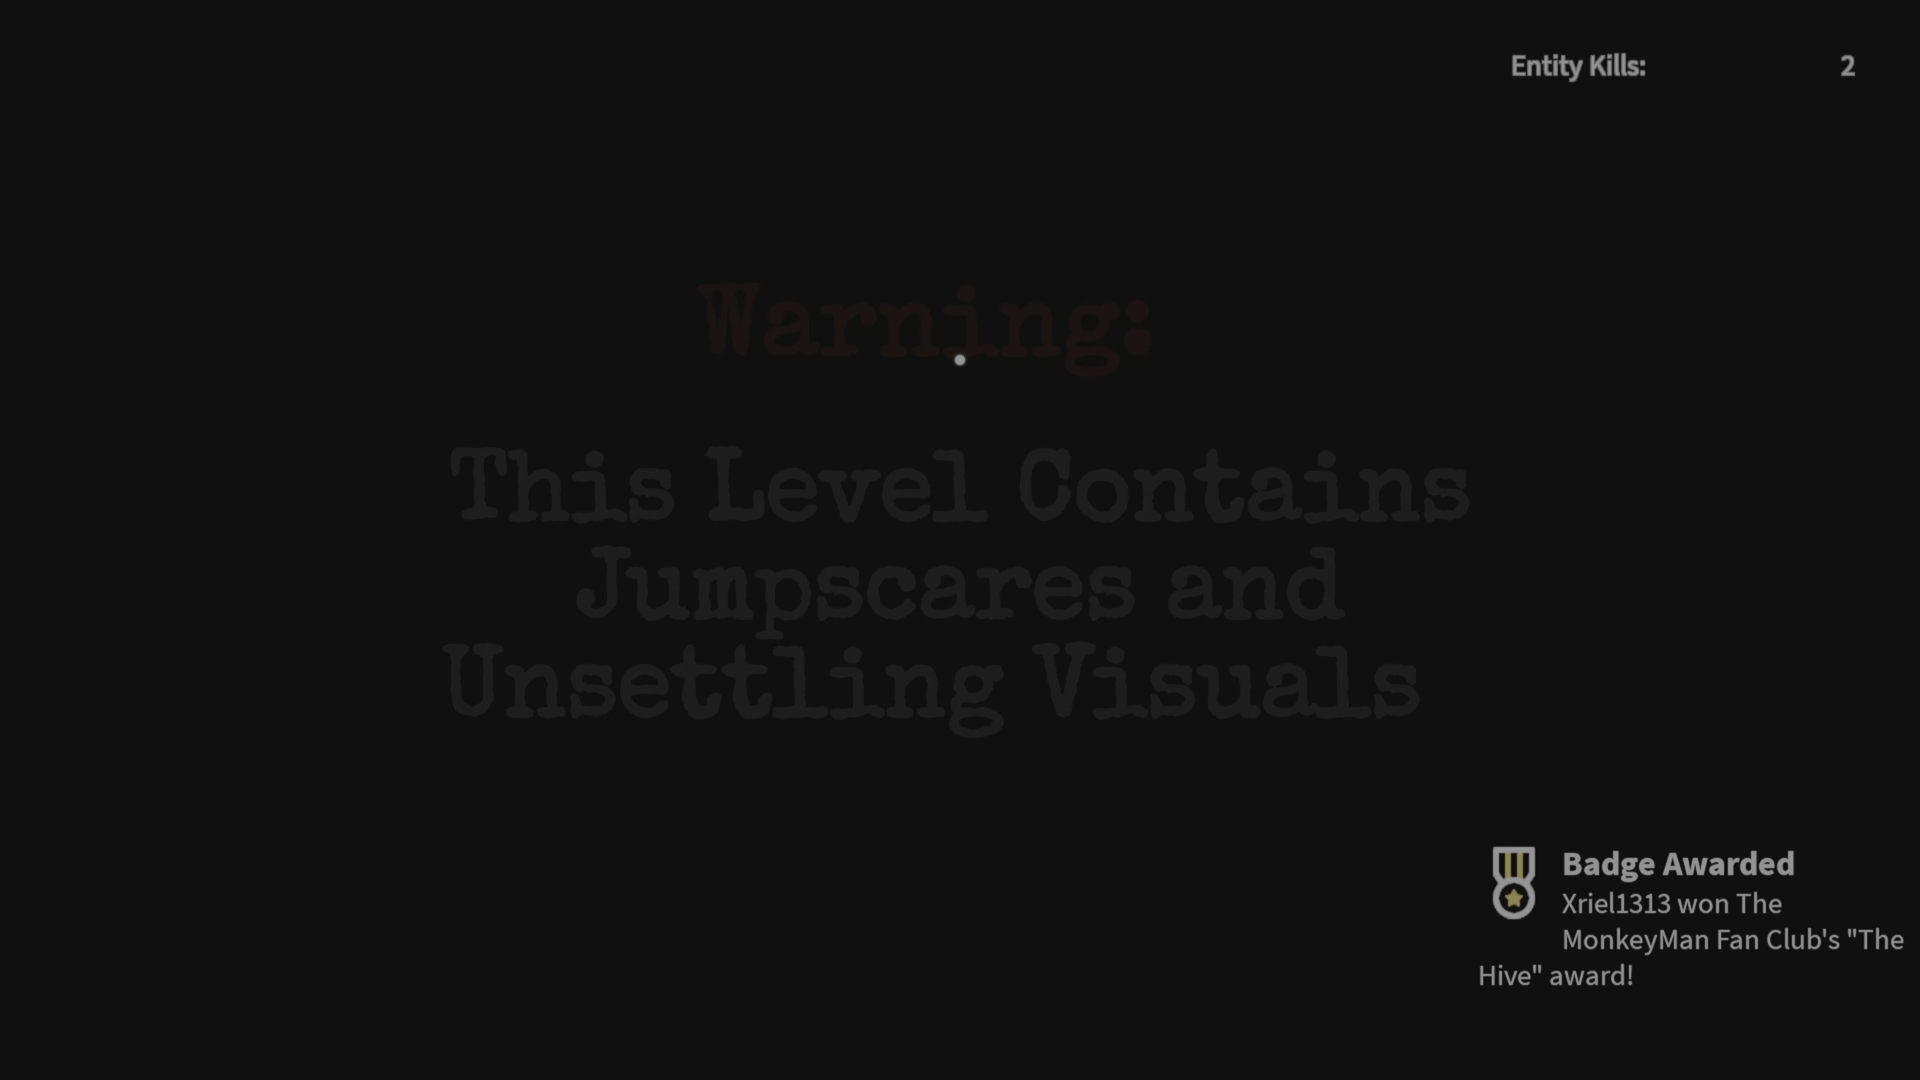 Entity Kills: 2
Warning:
This Level Contains
Jumpscares and
Unsettling Visuals
Badge Awarded
Xriel1313 won The
MonkeyMan Fan Club's "The
Hive" award!